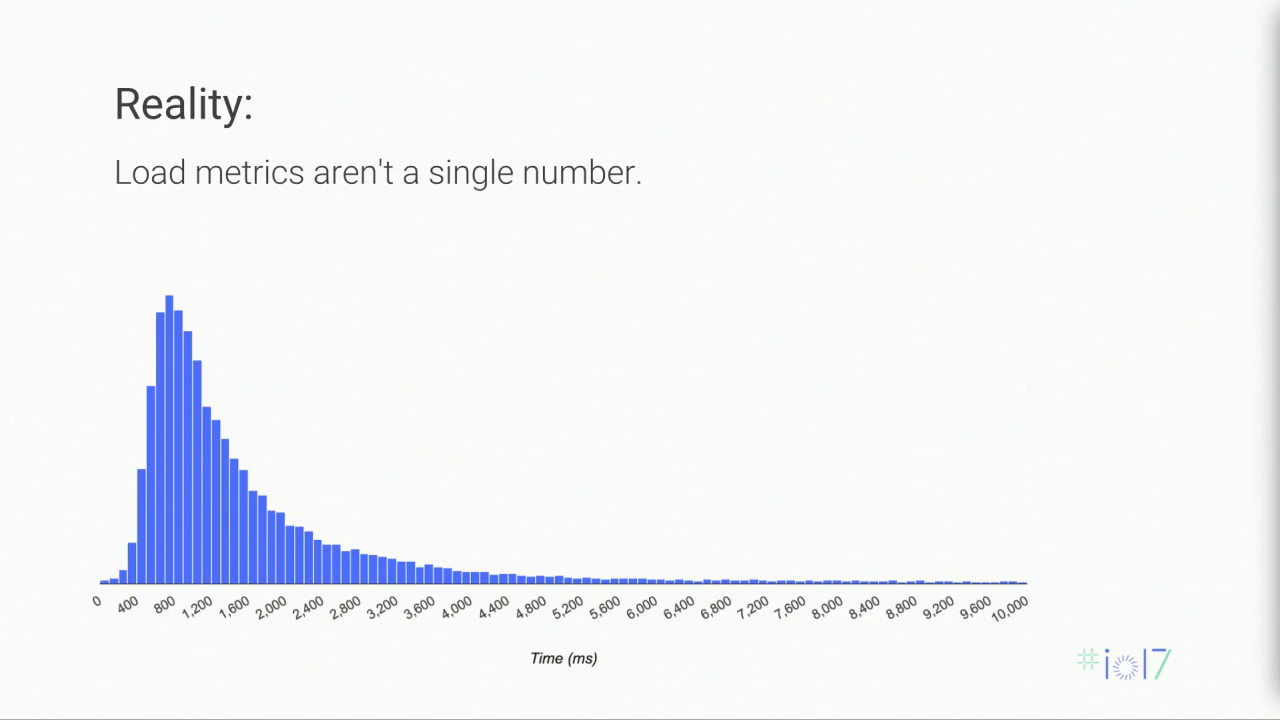 Reality:
Load metrics aren't a single number.
0 400 800 1,200 1,600 2,000 2,400 2,800 3,200 3,600 4,000 4,400 4,800 5,200 5,600 6,000 6,400 6,800 7,200 7,600 8,000 8,400 8,800 9,200 9,600 10,000
Time (ms)
#io17